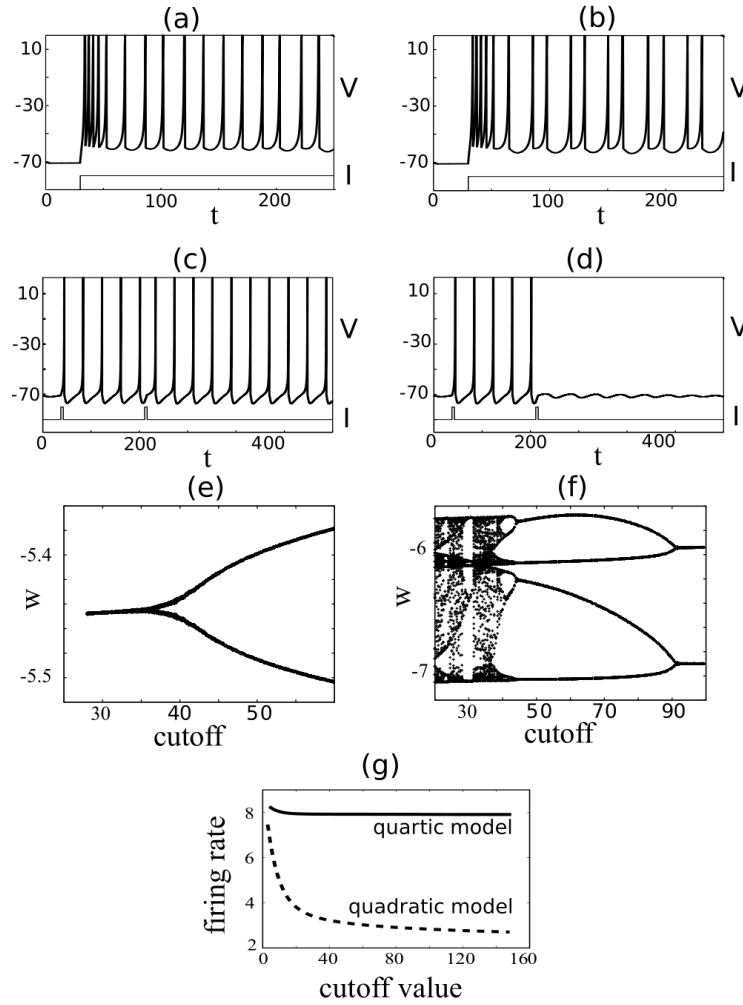 (a)
10
-30
-70
V
I
0
100
200
t
(b)
10
-30
-70
V
I
0
100
200
t
(c)
10
-30
-70
V
I
0
200
400
t
(d)
10
-30
-70
V
I
0
200
400
t
(e)
-5.4
w
-5.5
30
40
50
cutoff
(f)
-6
w
-7
30
50
70
90
cutoff
(g)
8
6
4
2
firing rate
quartic model
quadratic model
0
40
80
120
160
cutoff value